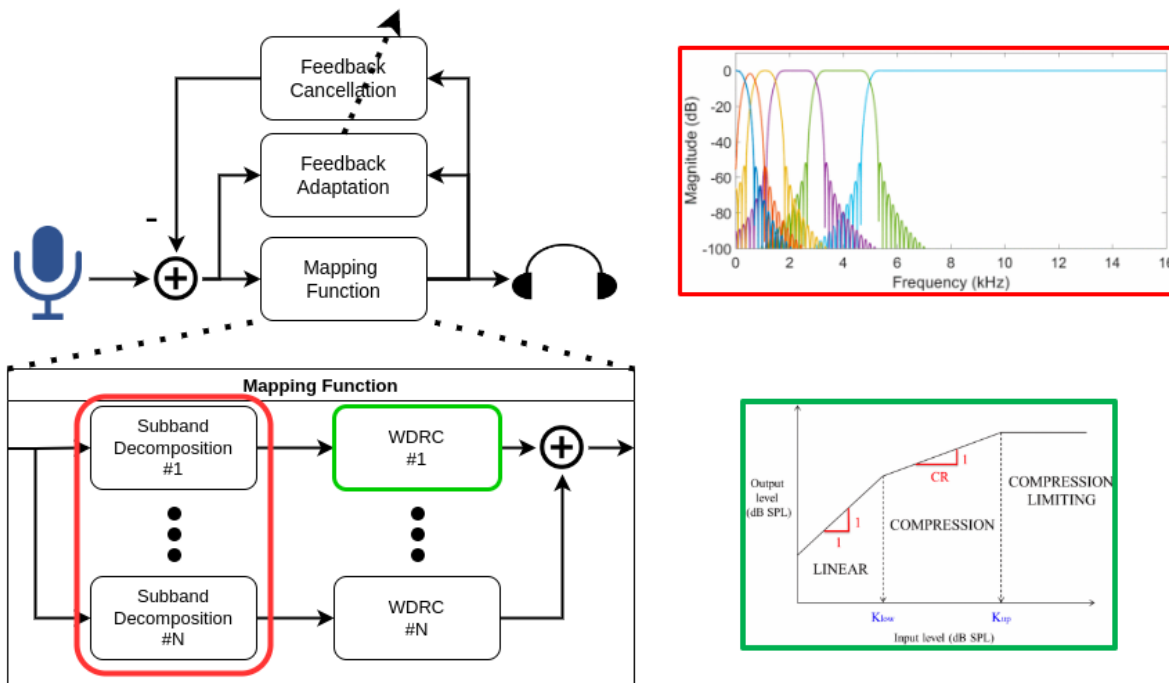 Feedback
Cancellation
Feedback
Adaptation
-
Mapping
Function
Mapping Function
Subband
Decomposition
#1
WDRC
#1
Subband
Decomposition
#N
WDRC
#N
0
-20
-40
-60
-80
-100
Magnitude (dB)
0 2 4 6 8 10 12 14 16
Frequency (kHz)
Output
level
(dB SPL)
1
1
LINEAR
CR
1
COMPRESSION
COMPRESSION
LIMITING
Klow
Kup
Input level (dB SPL)